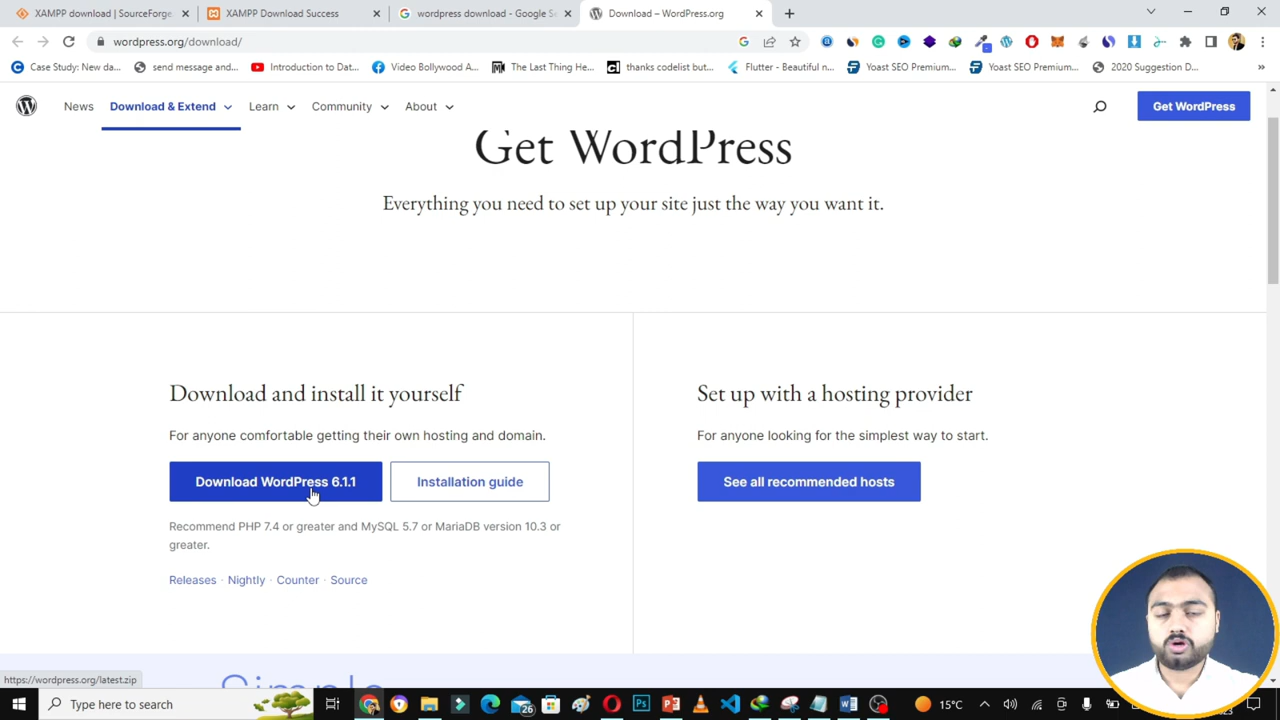 XAMPP download | SourceForge
XAMPP Download Success
wordpress download - Google Se
Download – WordPress.org
wordpress.org/download/
Case Study: New da...
send message and...
Introduction to Dat...
Video Bollywood A...
The Last Thing He...
thanks codelist but...
Flutter - Beautiful n...
Yoast SEO Premium...
Yoast SEO Premium...
2020 Suggestion D...
News
Download & Extend
Learn
Community
About
Get WordPress
Get WordPress
Everything you need to set up your site just the way you want it.
Download and install it yourself
For anyone comfortable getting their own hosting and domain.
Download WordPress 6.1.1
Installation guide
Recommend PHP 7.4 or greater and MySQL 5.7 or MariaDB version 10.3 or
greater.
Releases · Nightly · Counter · Source
Set up with a hosting provider
For anyone looking for the simplest way to start.
See all recommended hosts
Simple
https://wordpress.org/latest.zip
Type here to search
26
15°C